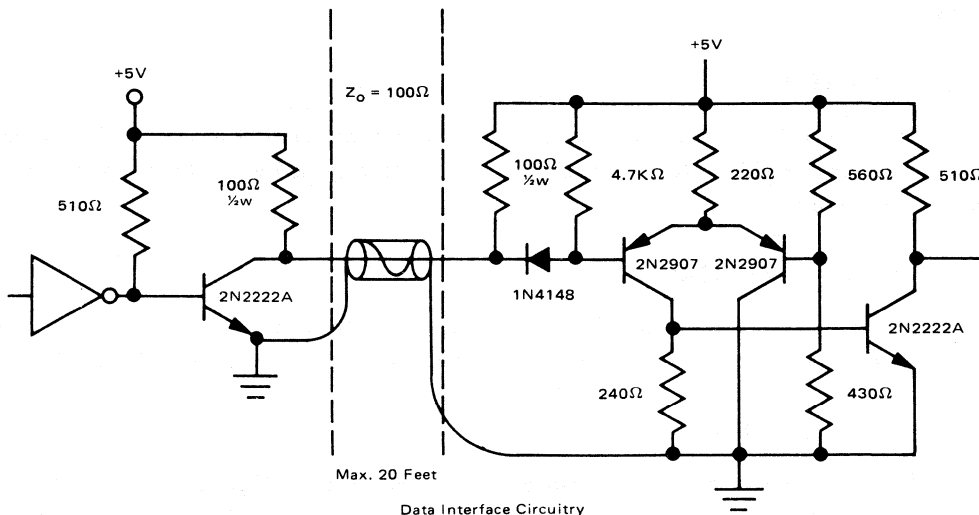 +5V
+5V
Zo = 100Ω
510Ω
100Ω
½w
100Ω
½w
4.7KΩ
220Ω
560Ω
510Ω
2N2222A
1N4148
2N2907
2N2907
2N2222A
240Ω
430Ω
Max. 20 Feet
Data Interface Circuitry